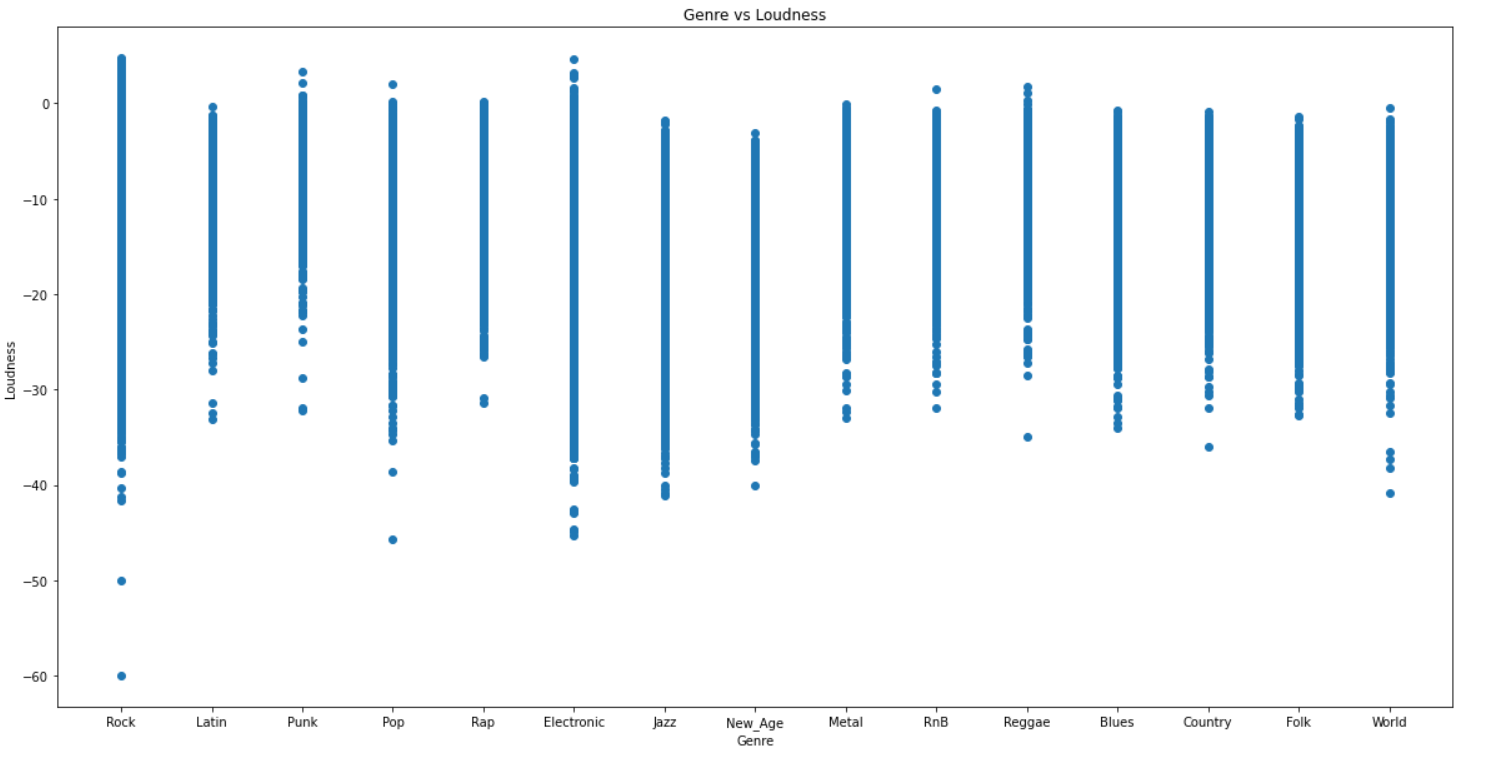 Genre vs Loudness
0
−10
−20
−30
−40
−50
−60
Loudness
Rock Latin Punk Pop Rap Electronic Jazz New_Age Metal RnB Reggae Blues Country Folk World
Genre